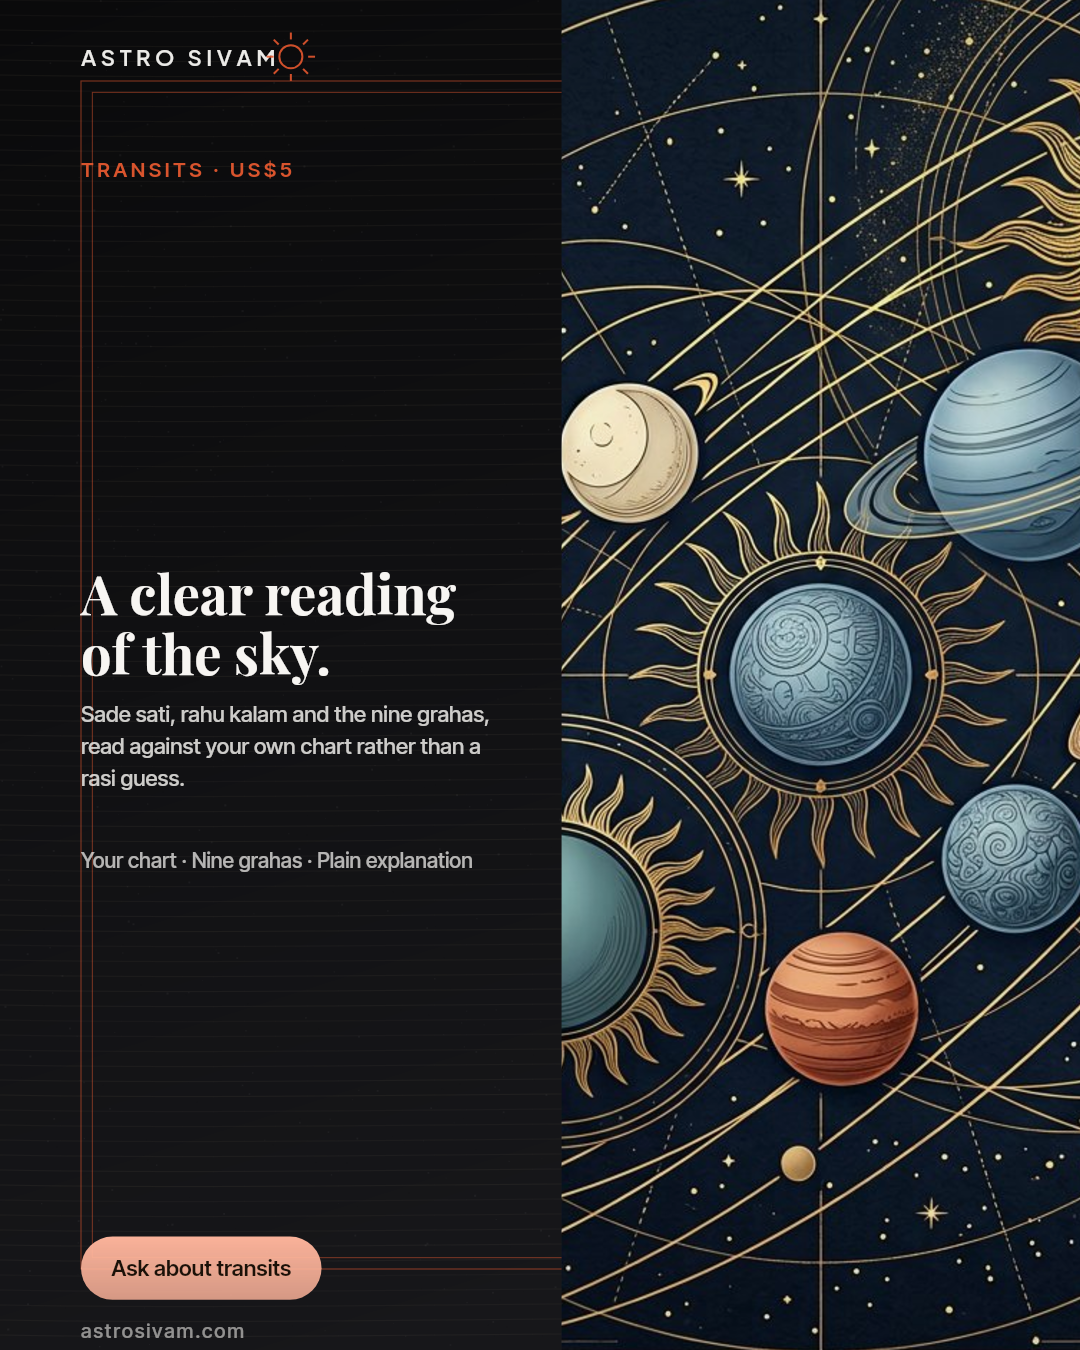 ASTRO SIVAM
TRANSITS · US$5
A clear reading
of the sky.
Sade sati, rahu kalam and the nine grahas,
read against your own chart rather than a
rasi guess.
Your chart · Nine grahas · Plain explanation
Ask about transits
astrosivam.com